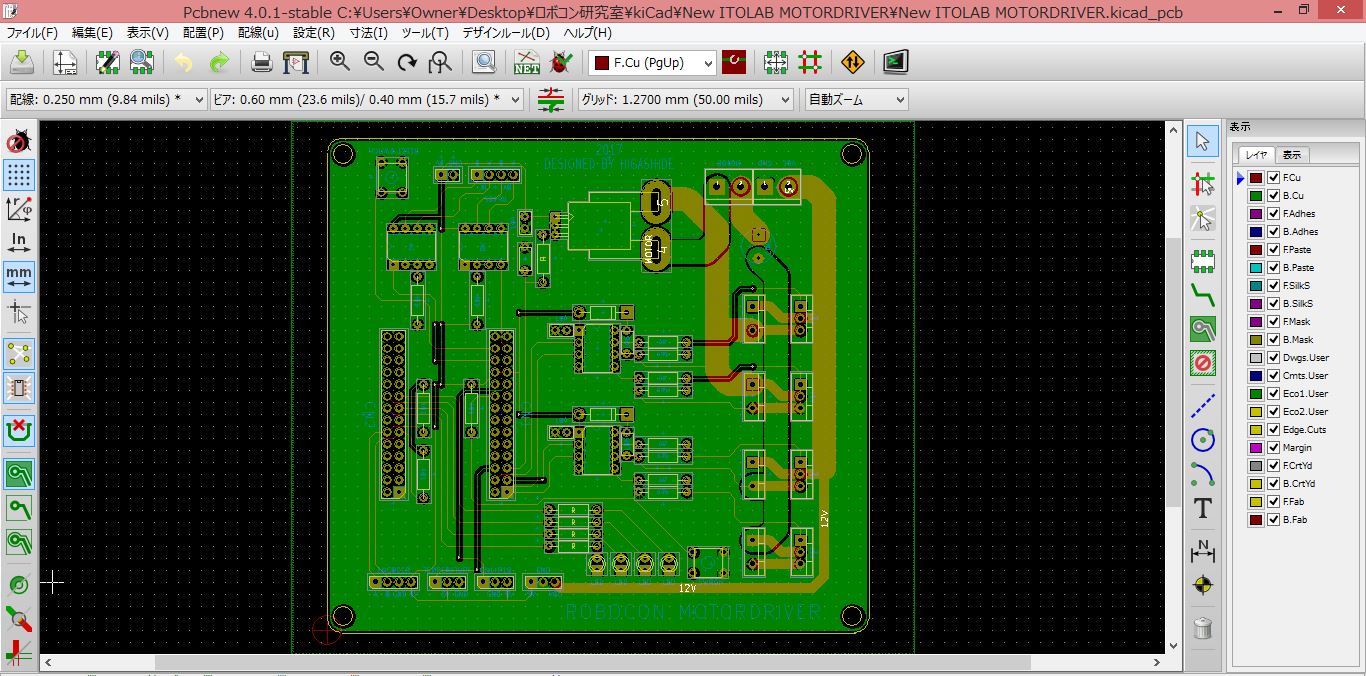 Pcbnew 4.0.1-stable C:¥Users¥Owner¥Desktop¥ロボコン研究室¥kiCad¥New ITOLAB MOTORDRIVER¥New ITOLAB MOTORDRIVER.kicad_pcb
ファイル(F) 編集(E) 表示(V) 配置(P) 配線(u) 設定(R) 寸法(I) ツール(T) デザインルール(D) ヘルプ(H)
NET
F.Cu (PgUp)
配線: 0.250 mm (9.84 mils) *
ビア: 0.60 mm (23.6 mils)/ 0.40 mm (15.7 mils) *
グリッド: 1.2700 mm (50.00 mils)
自動ズーム
In
mm
2017
DESIGNED BY HIGASHIDE
MOTOR
R
R
R
R
R
12V
12V
ROBOCON MOTORDRIVER
T
N
表示
レイヤ 表示
F.Cu
B.Cu
F.Adhes
B.Adhes
F.Paste
B.Paste
F.SilkS
B.SilkS
F.Mask
B.Mask
Dwgs.User
Cmts.User
Eco1.User
Eco2.User
Edge.Cuts
Margin
F.CrtYd
B.CrtYd
F.Fab
B.Fab